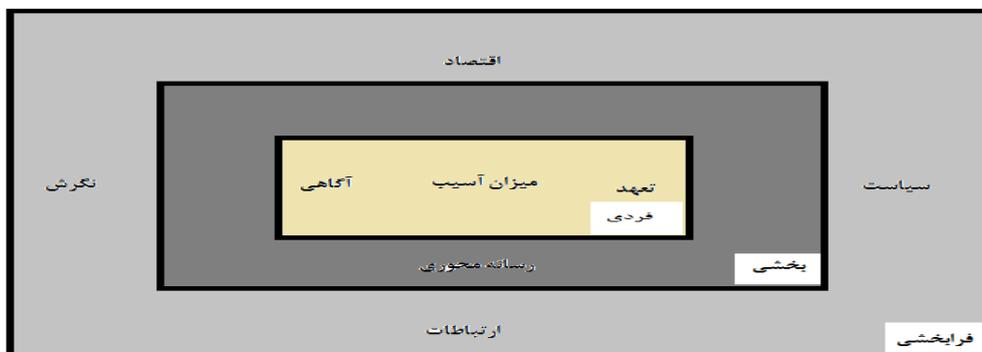 اقتصاد
سیاست
نگرش
تعهد
میزان آسیب
آگاهی
فردی
رسانه محوری
بخشی
ارتباطات
فرابخشی